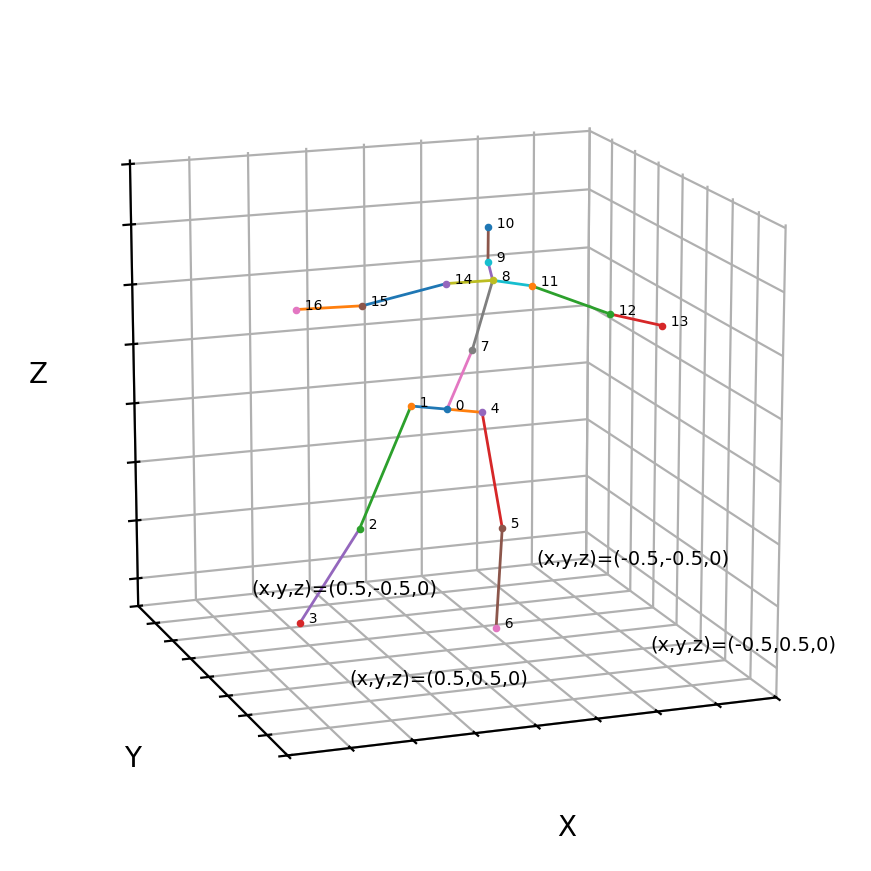 10
9
8
11
14
16
15
12
13
7
Z
1
0
4
2
5
(x,y,z)=(-0.5,-0.5,0)
(x,y,z)=(0.5,-0.5,0)
3
6
(x,y,z)=(-0.5,0.5,0)
(x,y,z)=(0.5,0.5,0)
Y
X